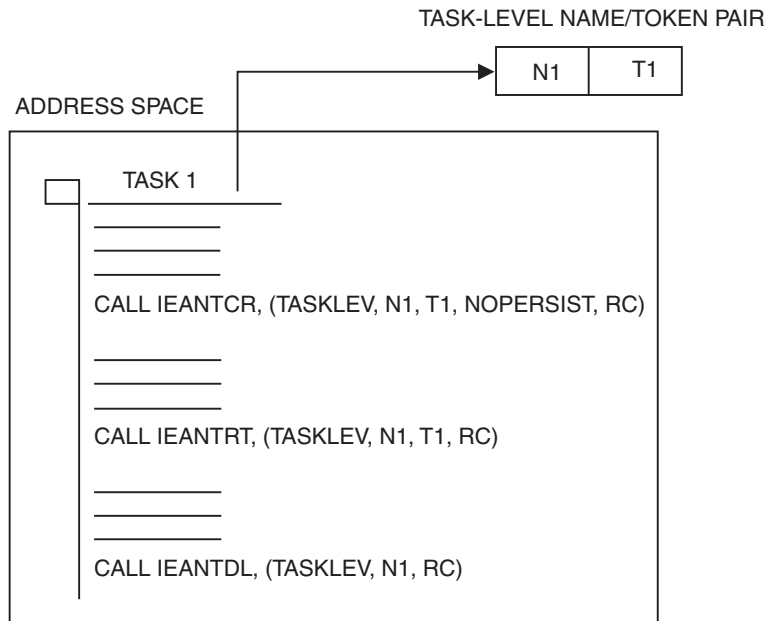 TASK-LEVEL NAME/TOKEN PAIR
N1 T1
ADDRESS SPACE
TASK 1
CALL IEANTCR, (TASKLEV, N1, T1, NOPERSIST, RC)
CALL IEANTRT, (TASKLEV, N1, T1, RC)
CALL IEANTDL, (TASKLEV, N1, RC)